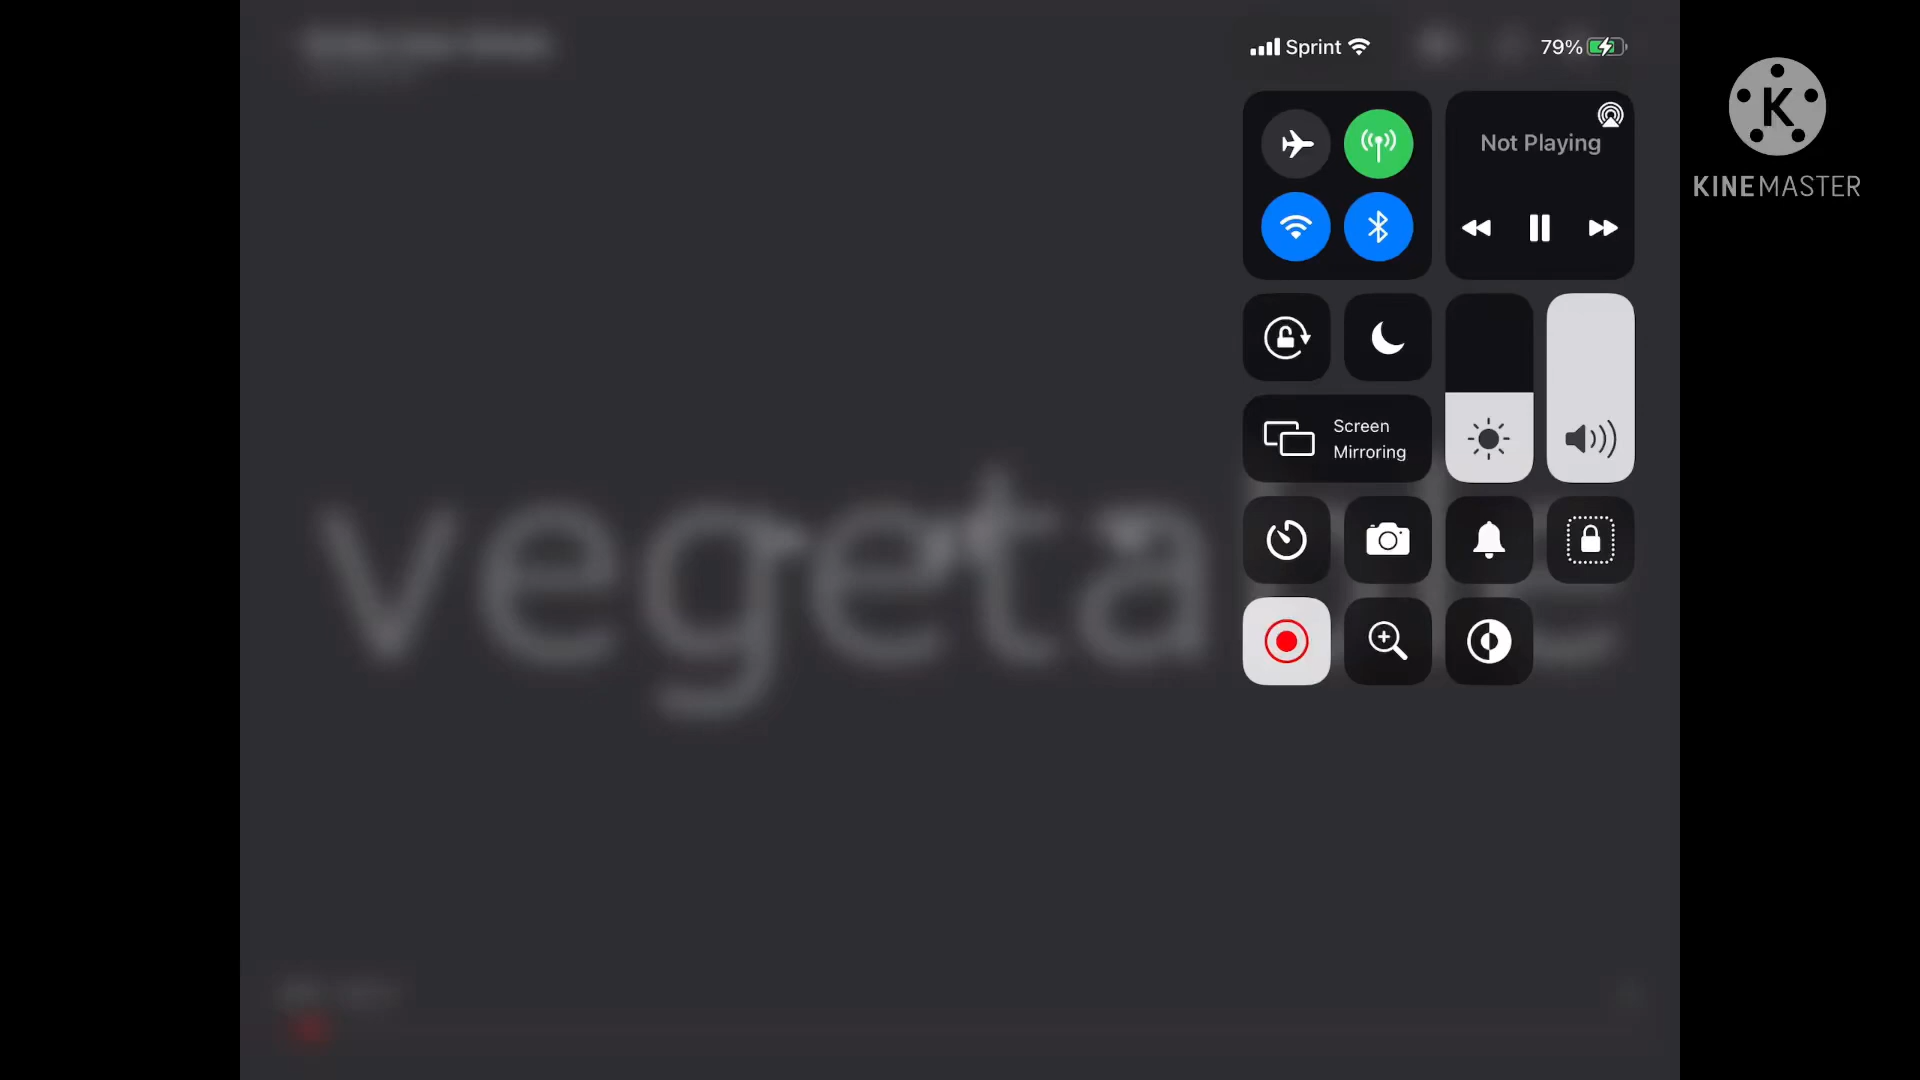 Sprint
79%
Not Playing
K
KINEMASTER
Screen
Mirroring
vegeta